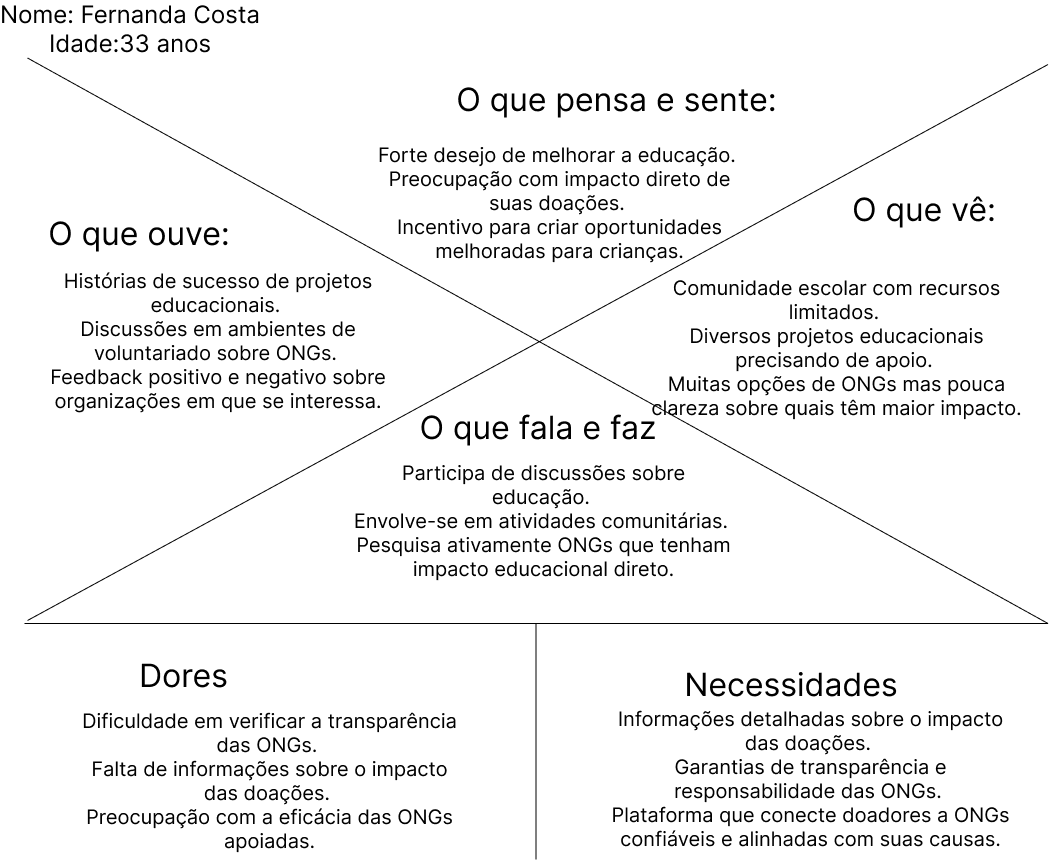 Nome: Fernanda Costa
Idade:33 anos
O que pensa e sente:
Forte desejo de melhorar a educação.
Preocupação com impacto direto de
suas doações.
Incentivo para criar oportunidades
melhoradas para crianças.
O que ouve:
Histórias de sucesso de projetos
educacionais.
Discussões em ambientes de
voluntariado sobre ONGs.
Feedback positivo e negativo sobre
organizações em que se interessa.
O que vê:
Comunidade escolar com recursos
limitados.
Diversos projetos educacionais
precisando de apoio.
Muitas opções de ONGs mas pouca
clareza sobre quais têm maior impacto.
O que fala e faz
Participa de discussões sobre
educação.
Envolve-se em atividades comunitárias.
Pesquisa ativamente ONGs que tenham
impacto educacional direto.
Dores
Dificuldade em verificar a transparência
das ONGs.
Falta de informações sobre o impacto
das doações.
Preocupação com a eficácia das ONGs
apoiadas.
Necessidades
Informações detalhadas sobre o impacto
das doações.
Garantias de transparência e
responsabilidade das ONGs.
Plataforma que conecte doadores a ONGs
confiáveis e alinhadas com suas causas.